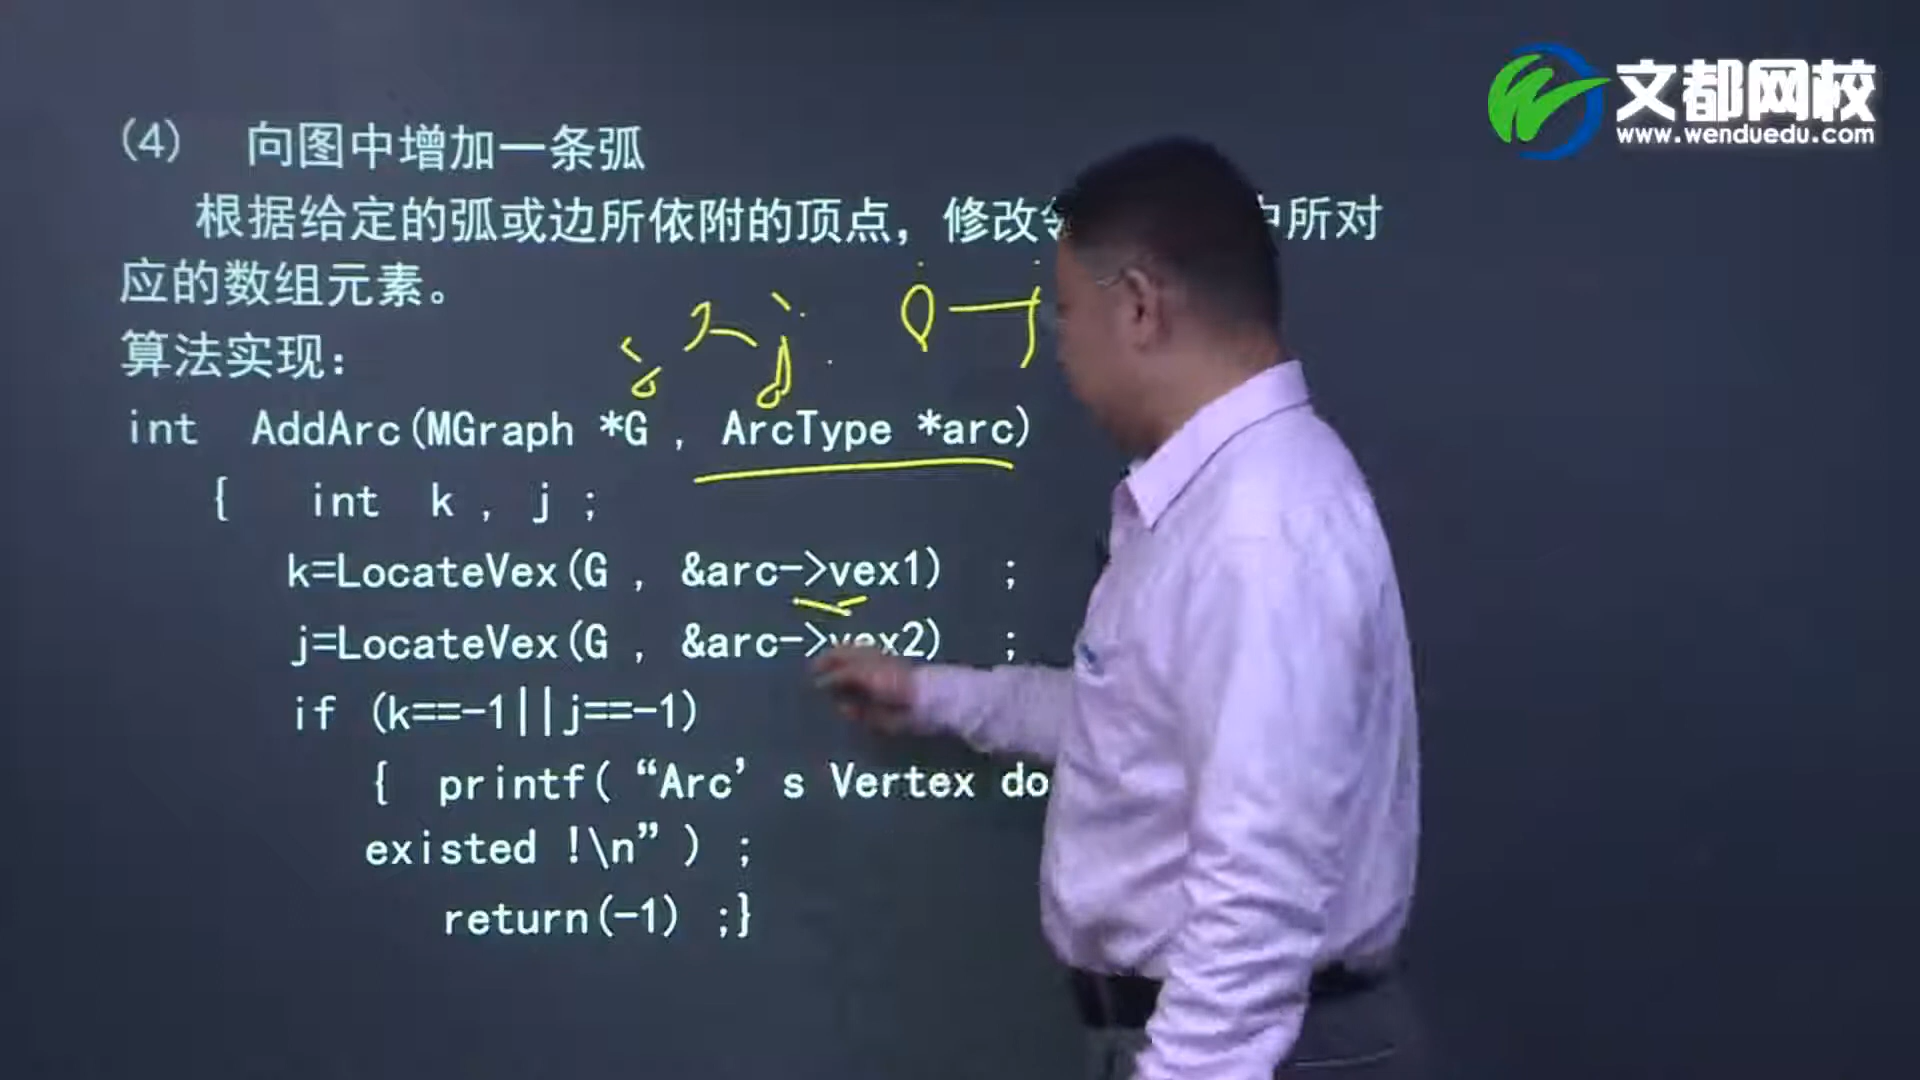 文都网校
www.wenduedu.com
(4) 向图中增加一条弧
根据给定的弧或边所依附的顶点，修改 中所对
应的数组元素。
算法实现：
int AddArc(MGraph *G , ArcType *arc)
{ int k , j ;
k=LocateVex(G , &arc->vex1) ;
j=LocateVex(G , &arc->vex2) ;
if (k==-1||j==-1)
{ printf(“Arc’s Vertex do
existed !\n”) ;
return(-1) ;}